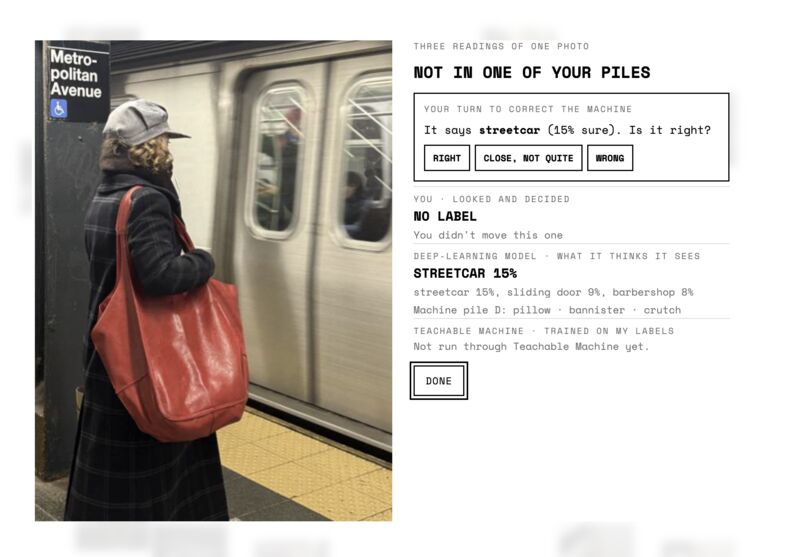 Metro-
politan
Avenue
THREE READINGS OF ONE PHOTO
NOT IN ONE OF YOUR PILES
YOUR TURN TO CORRECT THE MACHINE
It says streetcar (15% sure). Is it right?
RIGHT
CLOSE, NOT QUITE
WRONG
YOU · LOOKED AND DECIDED
NO LABEL
You didn't move this one
DEEP-LEARNING MODEL · WHAT IT THINKS IT SEES
STREETCAR 15%
streetcar 15%, sliding door 9%, barbershop 8%
Machine pile D: pillow · bannister · crutch
TEACHABLE MACHINE · TRAINED ON MY LABELS
Not run through Teachable Machine yet.
DONE